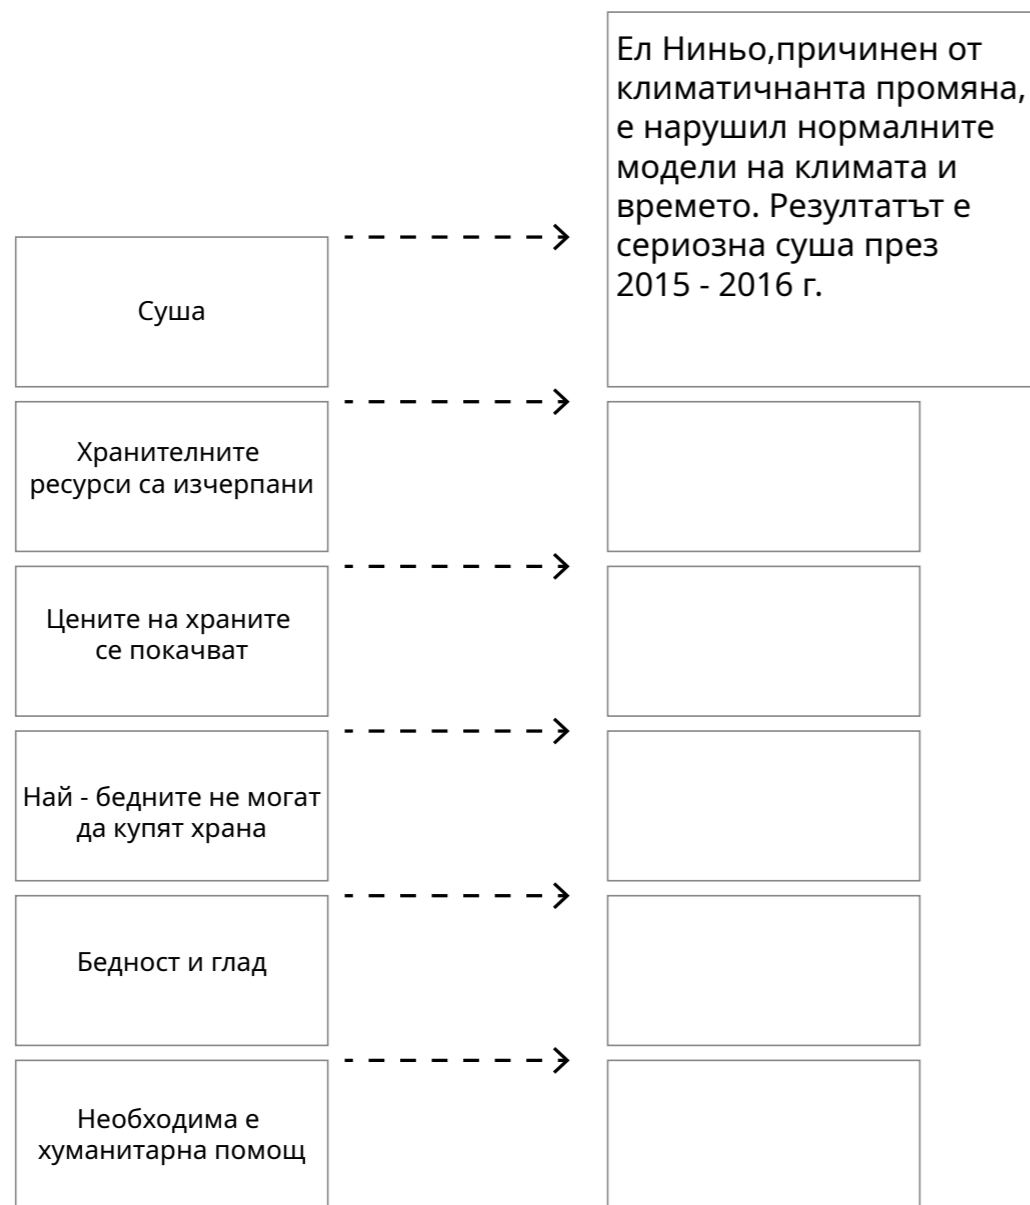 Ел Ниньо,причинен от
климатичнанта промяна,
е нарушил нормалните
модели на климата и
времето. Резултатът е
сериозна суша през
2015 - 2016 г.
Суша
Хранителните
ресурси са изчерпани
Цените на храните
се покачват
Най - бедните не могат
да купят храна
Бедност и глад
Необходима е
хуманитарна помощ